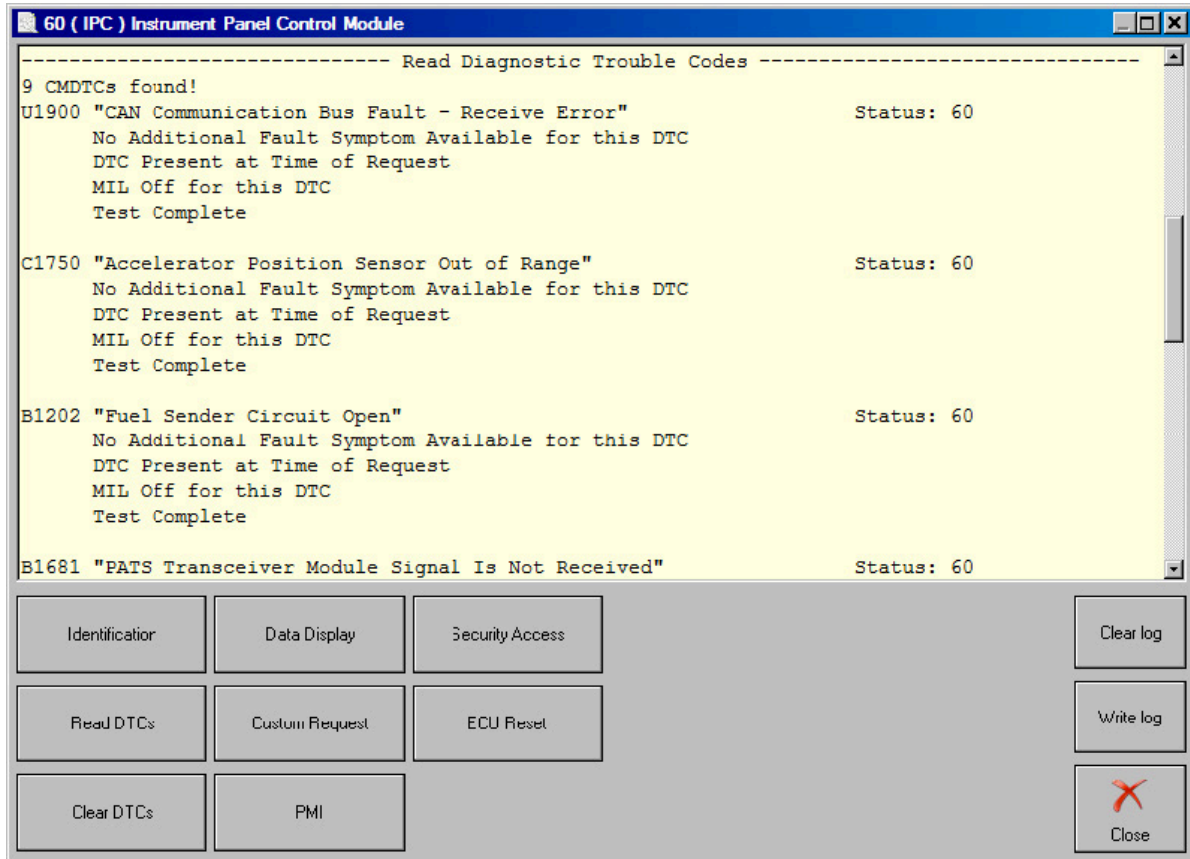 60 ( IPC ) Instrument Panel Control Module
------------------------------- Read Diagnostic Trouble Codes --------------------------------
9 CMDTCs found!
U1900 "CAN Communication Bus Fault - Receive Error" Status: 60
No Additional Fault Symptom Available for this DTC
DTC Present at Time of Request
MIL Off for this DTC
Test Complete
C1750 "Accelerator Position Sensor Out of Range" Status: 60
No Additional Fault Symptom Available for this DTC
DTC Present at Time of Request
MIL Off for this DTC
Test Complete
B1202 "Fuel Sender Circuit Open" Status: 60
No Additional Fault Symptom Available for this DTC
DTC Present at Time of Request
MIL Off for this DTC
Test Complete
B1681 "PATS Transceiver Module Signal Is Not Received" Status: 60
Identification Data Display Security Access Clear log
Read DTCs Custom Request ECU Reset Write log
Clear DTCs PMI Close